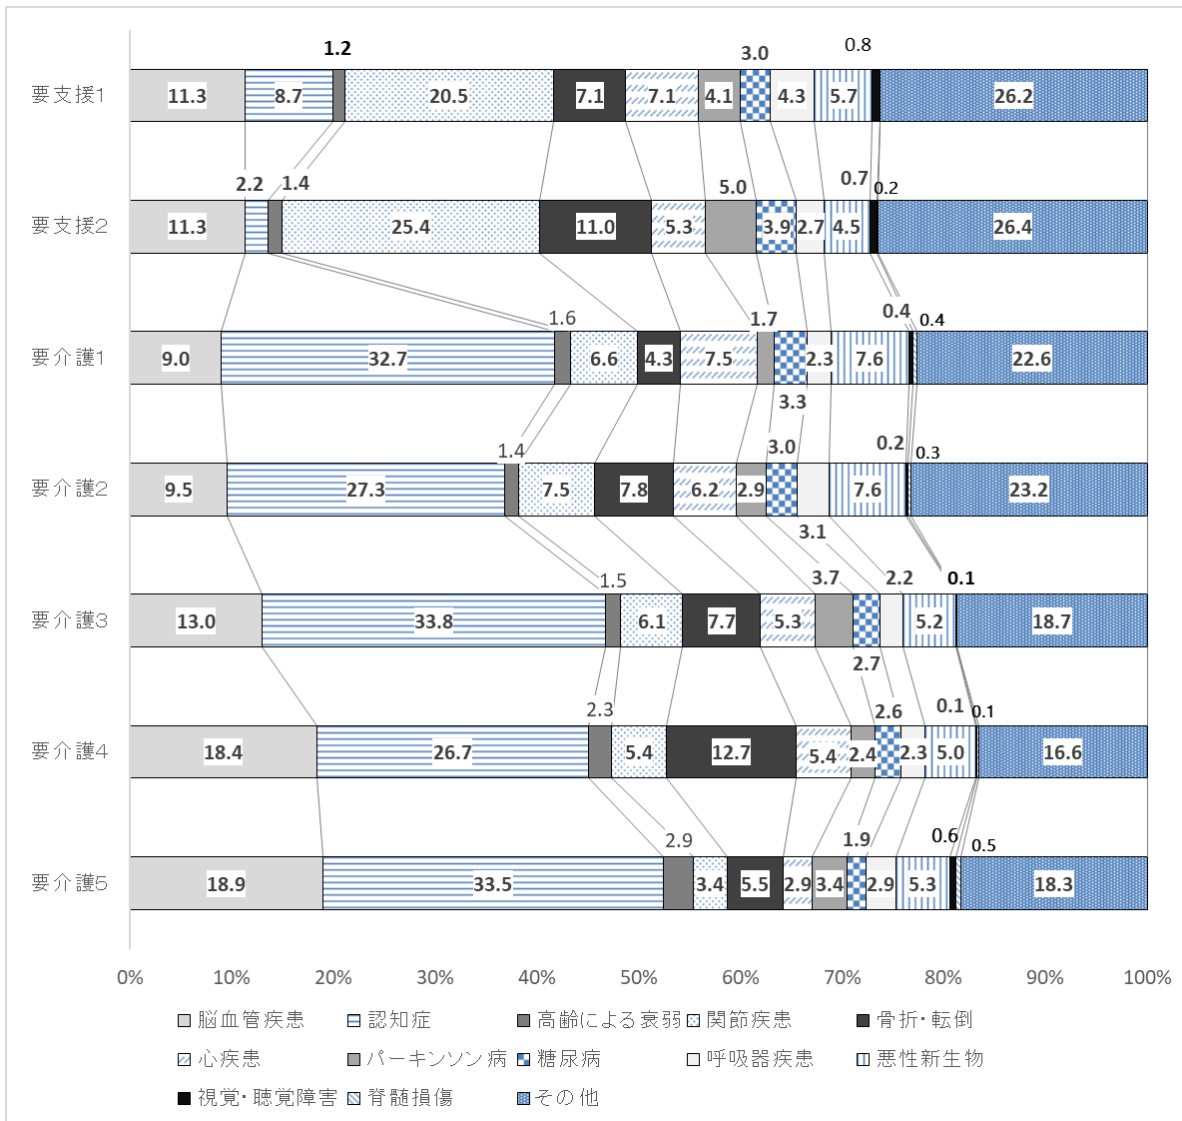 1.2 3.0 0.8
要支援1 11.3 8.7 20.5 7.1 7.1 4.1 4.3 5.7 26.2
2.2 1.4 5.0 0.7 0.2
要支援2 11.3 25.4 11.0 5.3 3.9 2.7 4.5 26.4
1.6 1.7 0.4 0.4
要介護1 9.0 32.7 6.6 4.3 7.5 2.3 7.6 22.6
3.3
1.4 3.0 0.2 0.3
要介護2 9.5 27.3 7.5 7.8 6.2 2.9 7.6 23.2
3.1
1.5 3.7 2.2 0.1
要介護3 13.0 33.8 6.1 7.7 5.3 5.2 18.7
2.7
2.3 2.6 0.1 0.1
要介護4 18.4 26.7 5.4 12.7 5.4 2.4 2.3 5.0 16.6
2.9 1.9 0.6 0.5
要介護5 18.9 33.5 3.4 5.5 2.9 3.4 2.9 5.3 18.3
0% 10% 20% 30% 40% 50% 60% 70% 80% 90% 100%
脳血管疾患 認知症 高齢による衰弱 関節疾患 骨折・転倒
心疾患 パーキンソン病 糖尿病 呼吸器疾患 悪性新生物
視覚・聴覚障害 脊髄損傷 その他